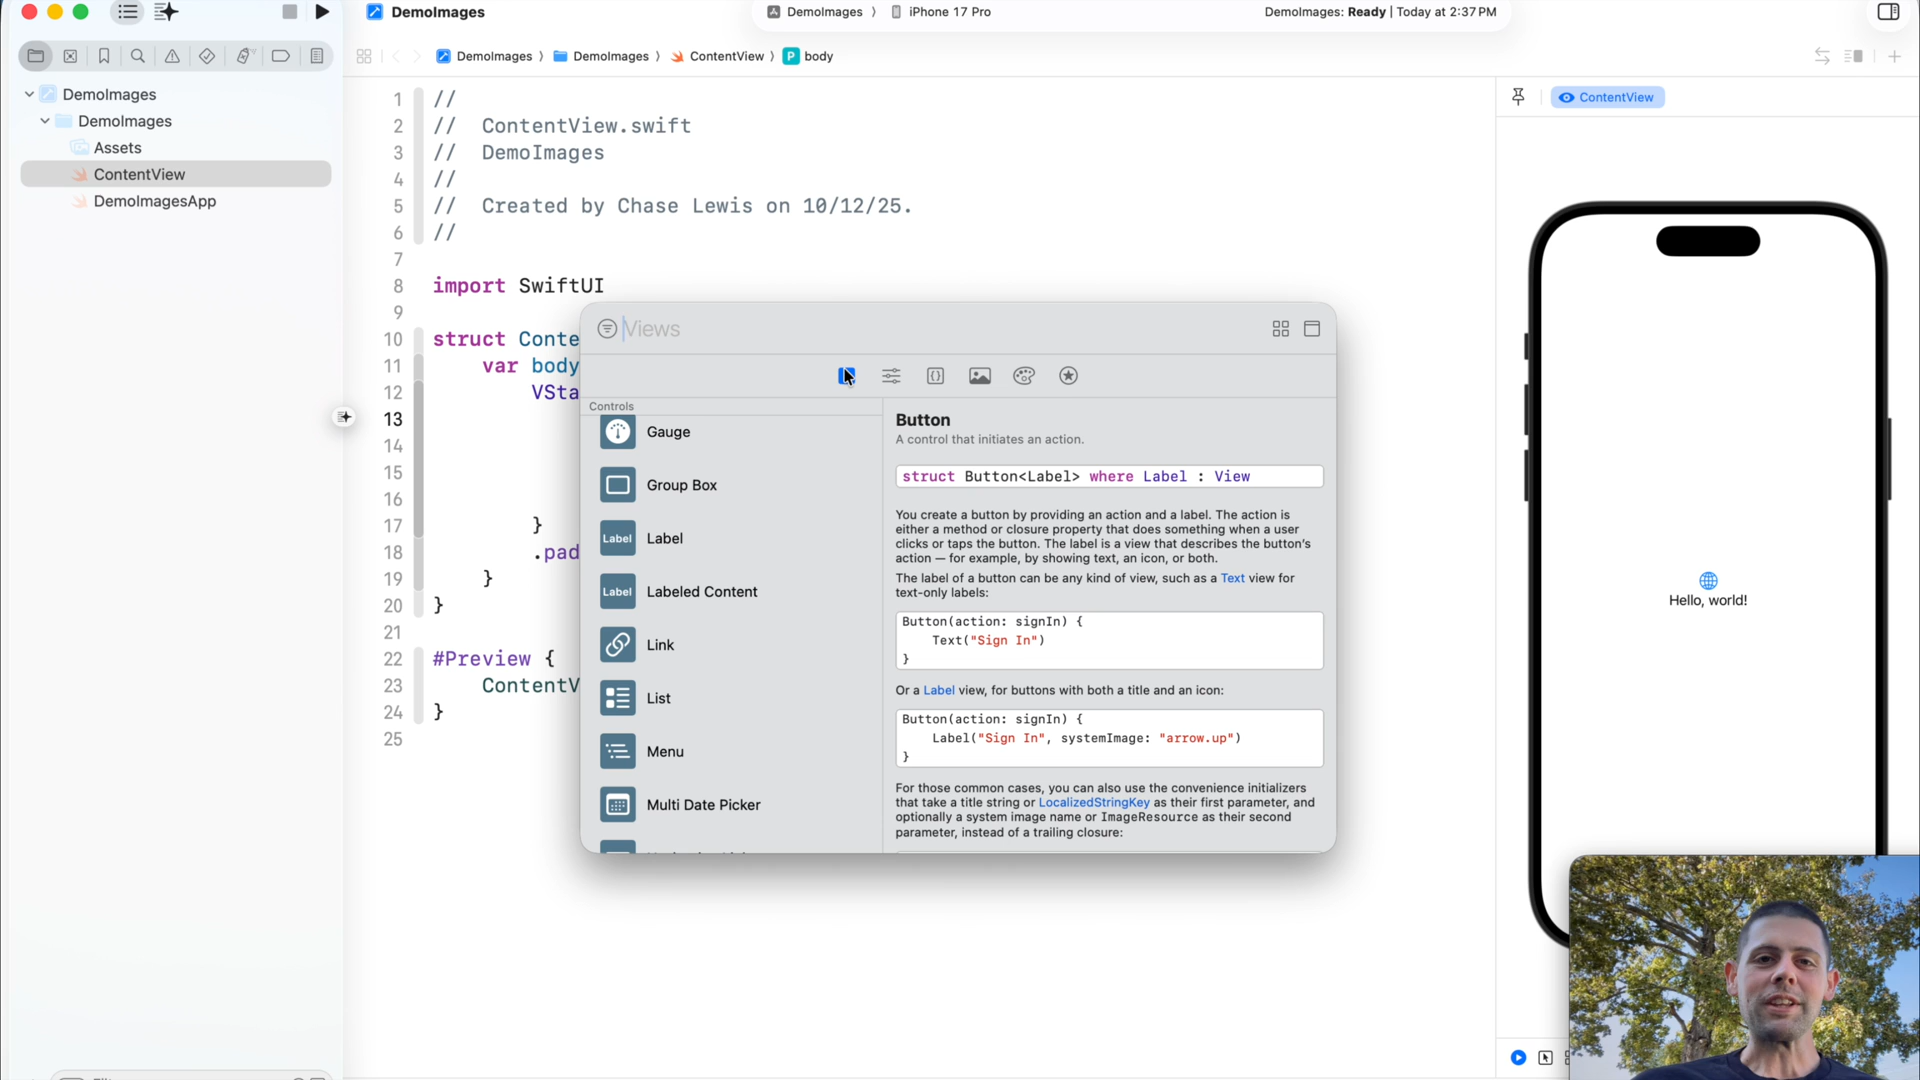 DemoImages
DemoImages 〉 iPhone 17 Pro
DemoImages: Ready | Today at 2:37 PM
DemoImages 〉 DemoImages 〉 ContentView 〉 P body
DemoImages
DemoImages
Assets
ContentView
DemoImagesApp
1 //
2 // ContentView.swift
3 // DemoImages
4 //
5 // Created by Chase Lewis on 10/12/25.
6 //
7
8 import SwiftUI
9
10 struct Conte
11 var body
12 VSta
13
14
15
16
17 }
18 .pad
19 }
20 }
21
22 #Preview {
23 ContentV
24 }
25
Views
Controls
Gauge
Group Box
Label Label
Label Labeled Content
Link
List
Menu
Multi Date Picker
Button
A control that initiates an action.
struct Button<Label> where Label : View
You create a button by providing an action and a label. The action is
either a method or closure property that does something when a user
clicks or taps the button. The label is a view that describes the button's
action — for example, by showing text, an icon, or both.
The label of a button can be any kind of view, such as a Text view for
text-only labels:
Button(action: signIn) {
Text("Sign In")
}
Or a Label view, for buttons with both a title and an icon:
Button(action: signIn) {
Label("Sign In", systemImage: "arrow.up")
}
For those common cases, you can also use the convenience initializers
that take a title string or LocalizedStringKey as their first parameter, and
optionally a system image name or ImageResource as their second
parameter, instead of a trailing closure:
ContentView
Hello, world!